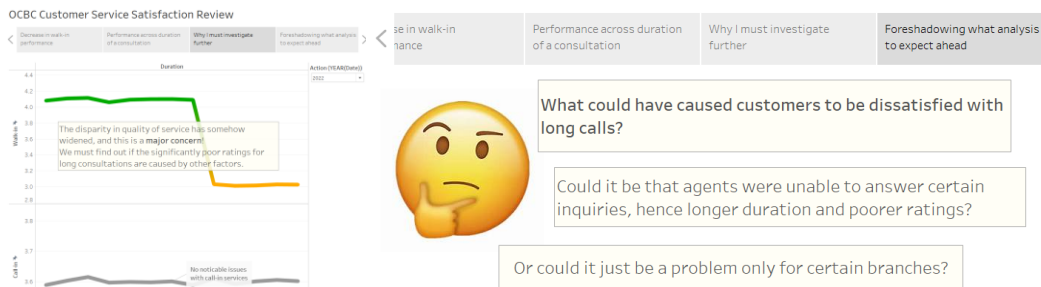 OCBC Customer Service Satisfaction Review
Decrease in walk-in
performance
Performance across duration
of a consultation
Why I must investigate
further
Foreshadowing what analysis
to expect ahead
Duration
Action (YEAR(Date))
2022
4.4
4.2
4.0
3.8
3.6
3.4
3.2
3.0
2.8
Walk-in %
The disparity in quality of service has somehow
widened, and this is a major concern!
We must find out if the significantly poor ratings for
long consultations are caused by other factors.
3.9
3.7
3.6
Call-in %
No noticable issues
with call-in services
se in walk-in
mance
Performance across duration
of a consultation
Why I must investigate
further
Foreshadowing what analysis
to expect ahead
What could have caused customers to be dissatisfied with
long calls?
Could it be that agents were unable to answer certain
inquiries, hence longer duration and poorer ratings?
Or could it just be a problem only for certain branches?